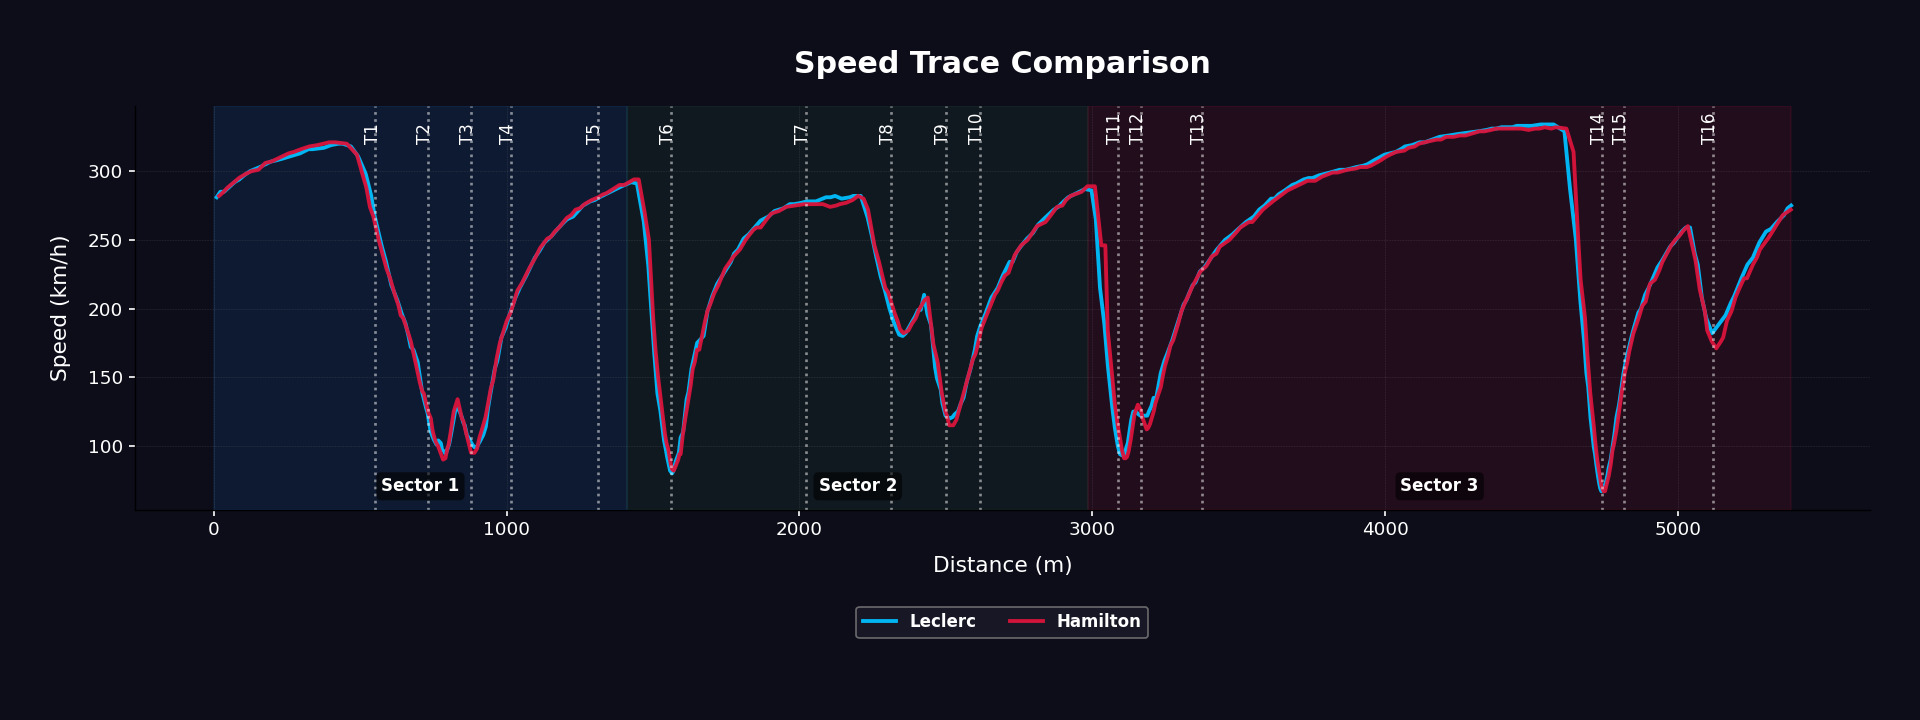 Speed Trace Comparison
T1 T2 T3 T4 T5 T6 T7 T8 T9 T10 T11 T12 T13 T14 T15 T16
300
250
200
150
100
Speed (km/h)
Sector 1 Sector 2 Sector 3
0 1000 2000 3000 4000 5000
Distance (m)
Leclerc Hamilton